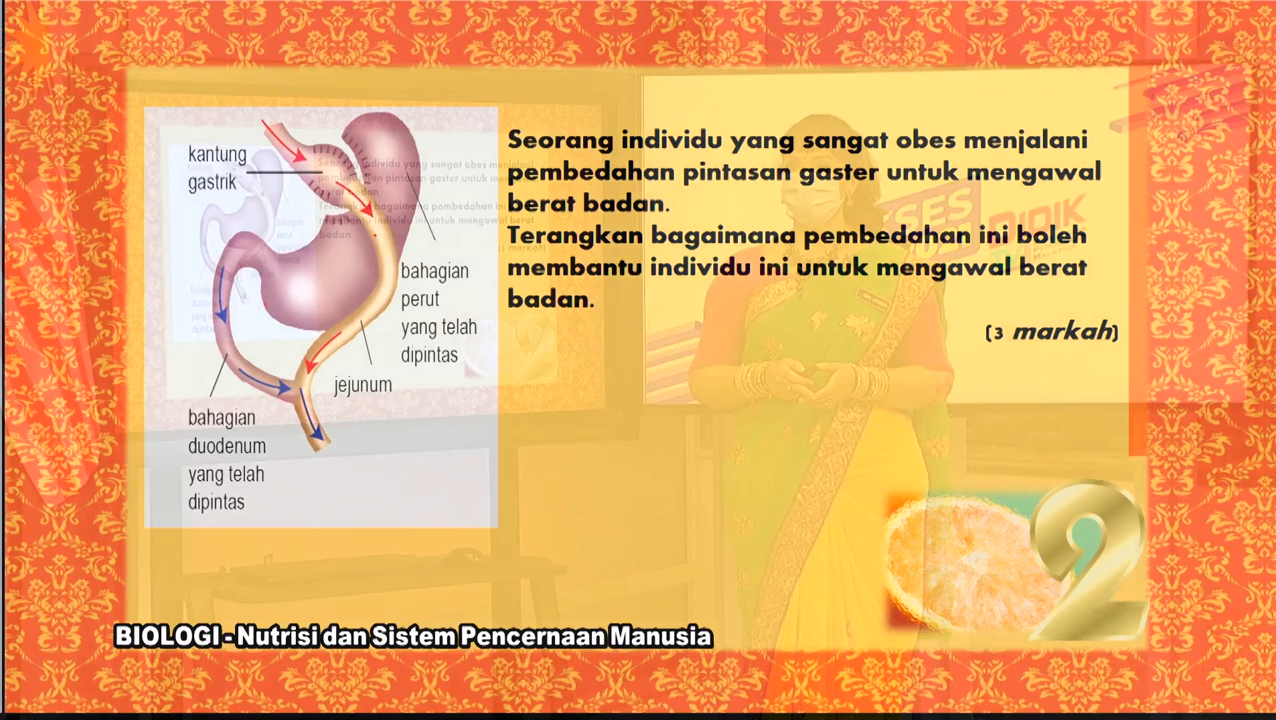 kantung
gastrik
bahagian
perut
yang telah
dipintas
jejunum
bahagian
duodenum
yang telah
dipintas
Seorang individu yang sangat obes menjalani
pembedahan pintasan gaster untuk mengawal
berat badan.
Terangkan bagaimana pembedahan ini boleh
membantu individu ini untuk mengawal berat
badan.
(3 markah)
DIDIK
2
BIOLOGI - Nutrisi dan Sistem Pencernaan Manusia